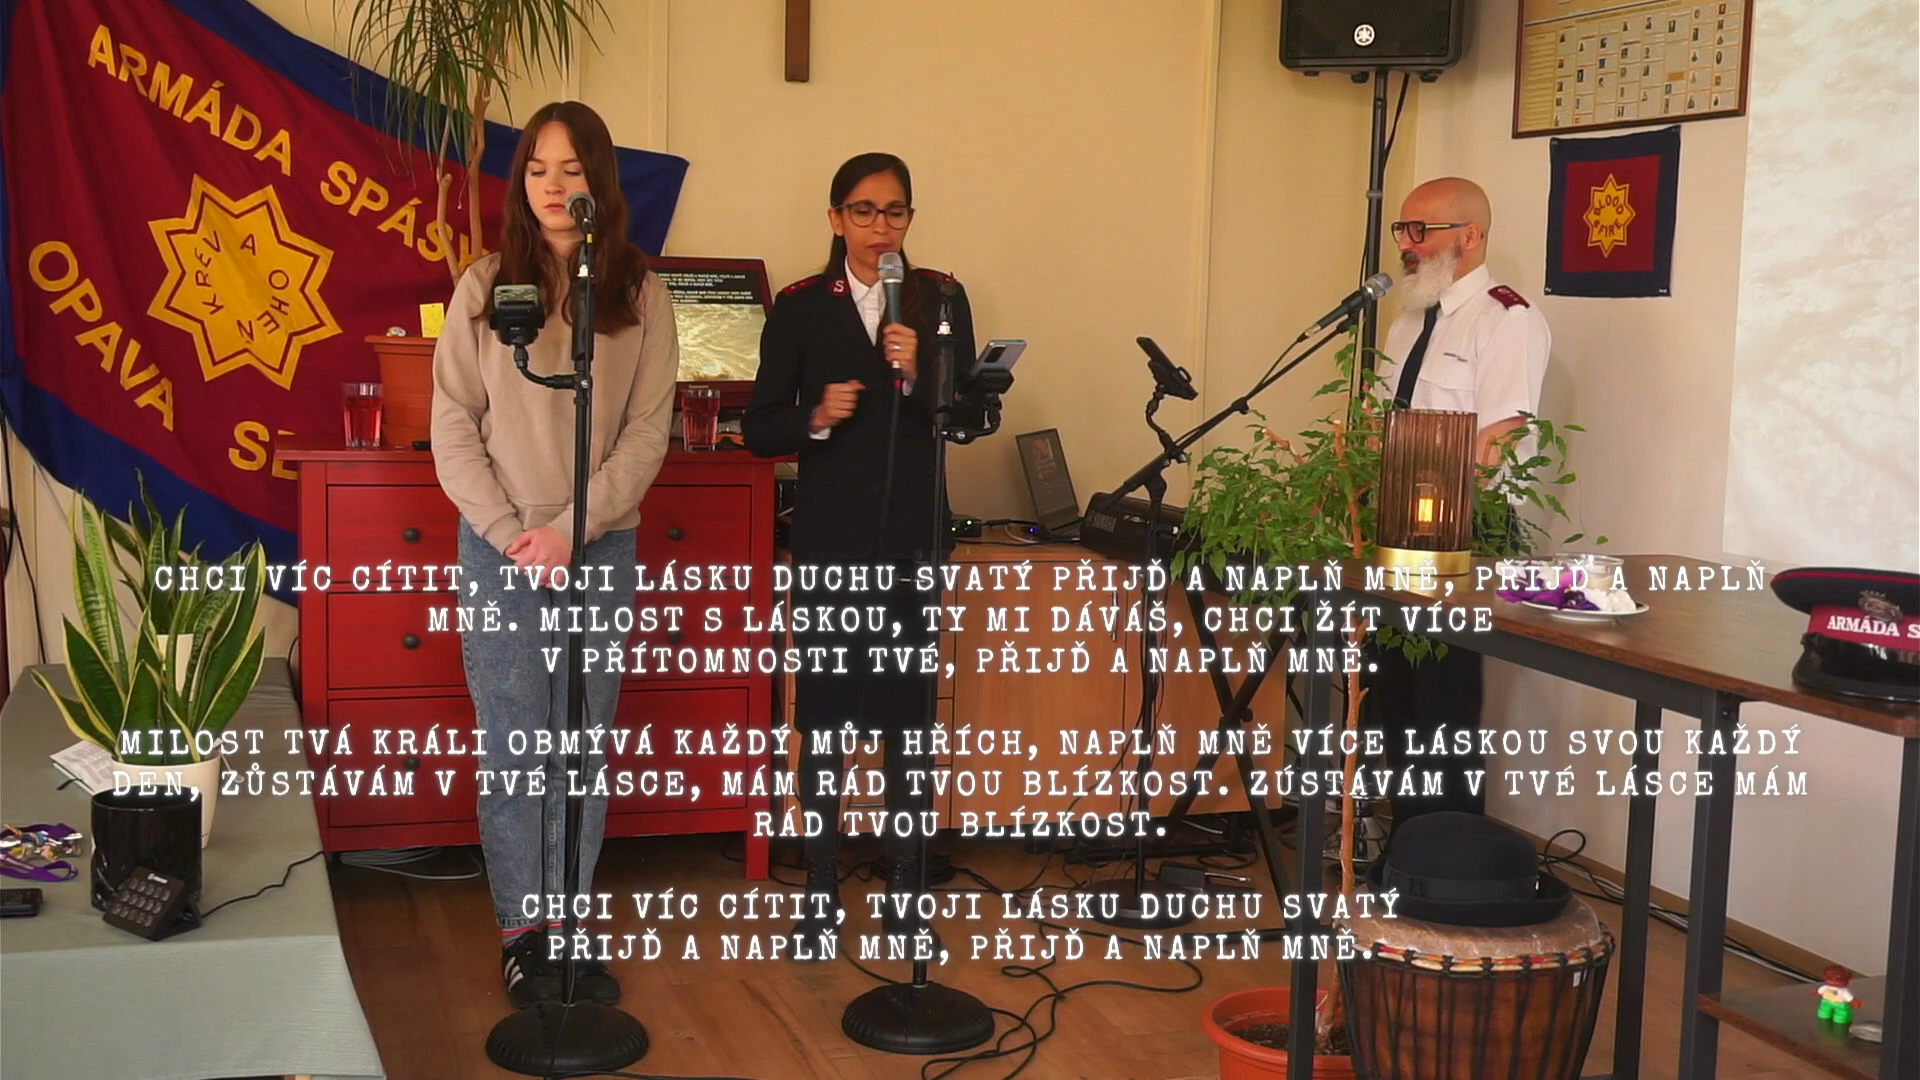 ARMÁDA SPÁS
KREV A OHEŇ
OPAVA
BLOOD & FIRE
S
YAMAHA
ARMÁDA S
CHCI VÍC CÍTIT, TVOJI LÁSKU DUCHU SVATÝ PŘIJĎ A NAPLŇ MNĚ, PŘIJĎ A NAPLŇ
MNĚ. MILOST S LÁSKOU, TY MI DÁVÁŠ, CHCI ŽÍT VÍCE
V PŘÍTOMNOSTI TVÉ, PŘIJĎ A NAPLŇ MNĚ.
MILOST TVÁ KRÁLI OBMÝVÁ KAŽDÝ MŮJ HŘÍCH, NAPLŇ MNĚ VÍCE LÁSKOU SVOU KAŽDÝ
DEN, ZŮSTÁVÁM V TVÉ LÁSCE, MÁM RÁD TVOU BLÍZKOST. ZÚSTÁVÁM V TVÉ LÁSCE MÁM
RÁD TVOU BLÍZKOST.
CHCI VÍC CÍTIT, TVOJI LÁSKU DUCHU SVATÝ
PŘIJĎ A NAPLŇ MNĚ, PŘIJĎ A NAPLŇ MNĚ.